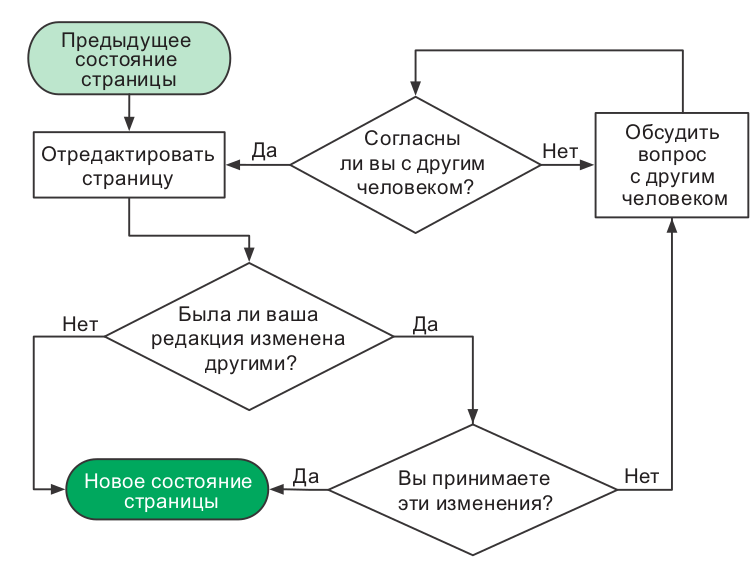 Предыдущее
состояние
страницы
Отредактировать
страницу
Да
Согласны
ли вы с другим
человеком?
Нет
Обсудить
вопрос
с другим
человеком
Нет
Была ли ваша
редакция изменена
другими?
Да
Новое состояние
страницы
Да
Вы принимаете
эти изменения?
Нет